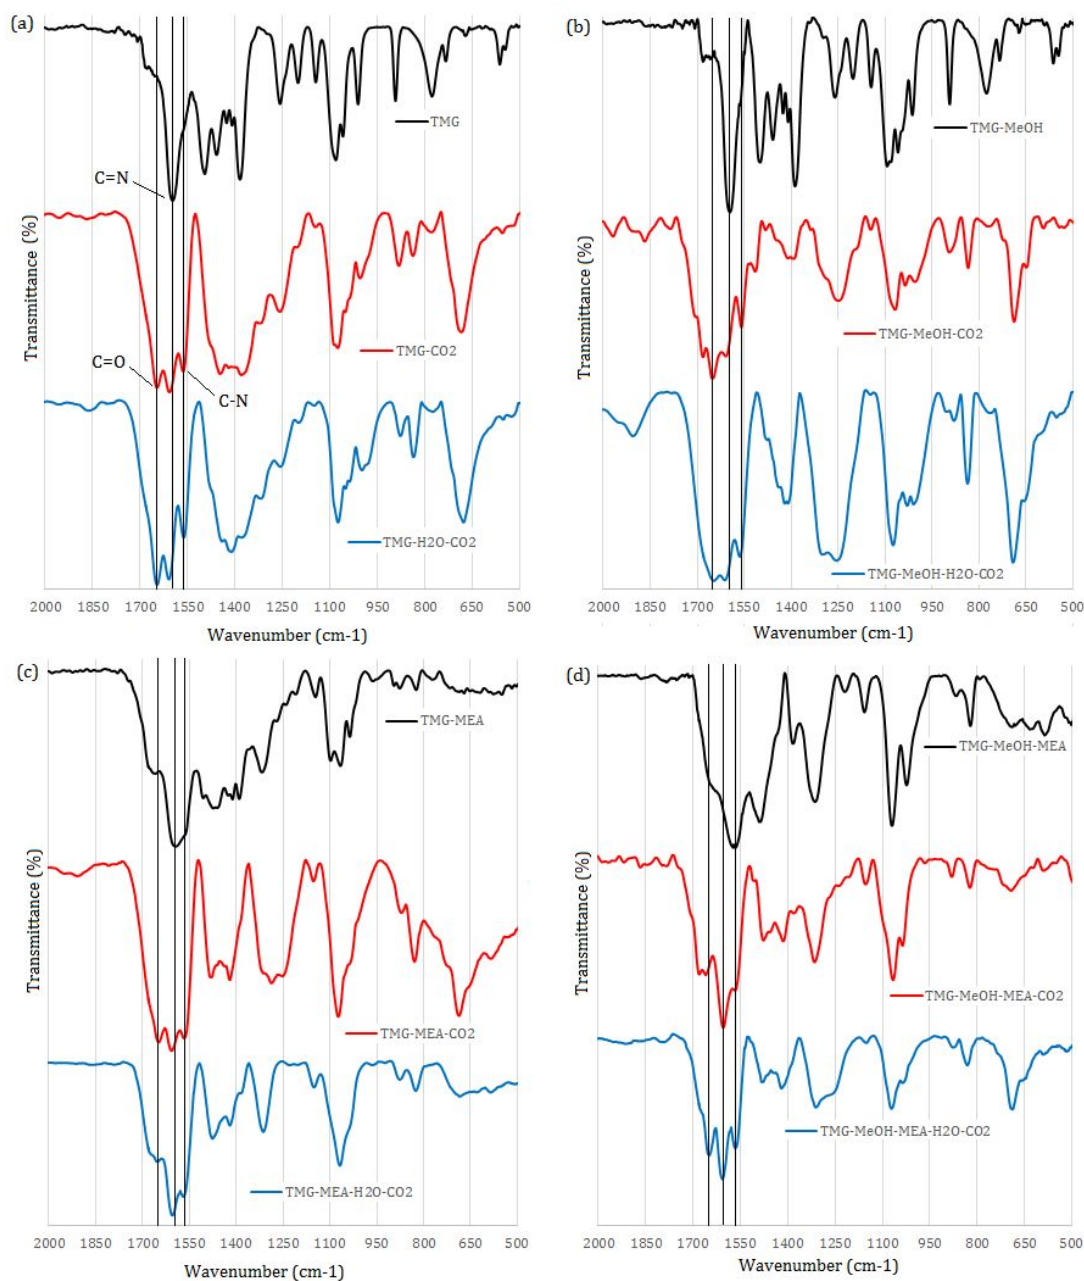 (a)
TMG
C=N
TMG-CO2
C=O
C-N
TMG-H2O-CO2
Transmittance (%)
2000 1850 1700 1550 1400 1250 1100 950 800 650 500
Wavenumber (cm-1)
(b)
TMG-MeOH
TMG-MeOH-CO2
TMG-MeOH-H2O-CO2
Transmittance (%)
2000 1850 1700 1550 1400 1250 1100 950 800 650 500
Wavenumber (cm-1)
(c)
TMG-MEA
TMG-MEA-CO2
TMG-MEA-H2O-CO2
Transmittance (%)
2000 1850 1700 1550 1400 1250 1100 950 800 650 500
Wavenumber (cm-1)
(d)
TMG-MeOH-MEA
TMG-MeOH-MEA-CO2
TMG-MeOH-MEA-H2O-CO2
Transmittance (%)
2000 1850 1700 1550 1400 1250 1100 950 800 650 500
Wavenumber (cm-1)